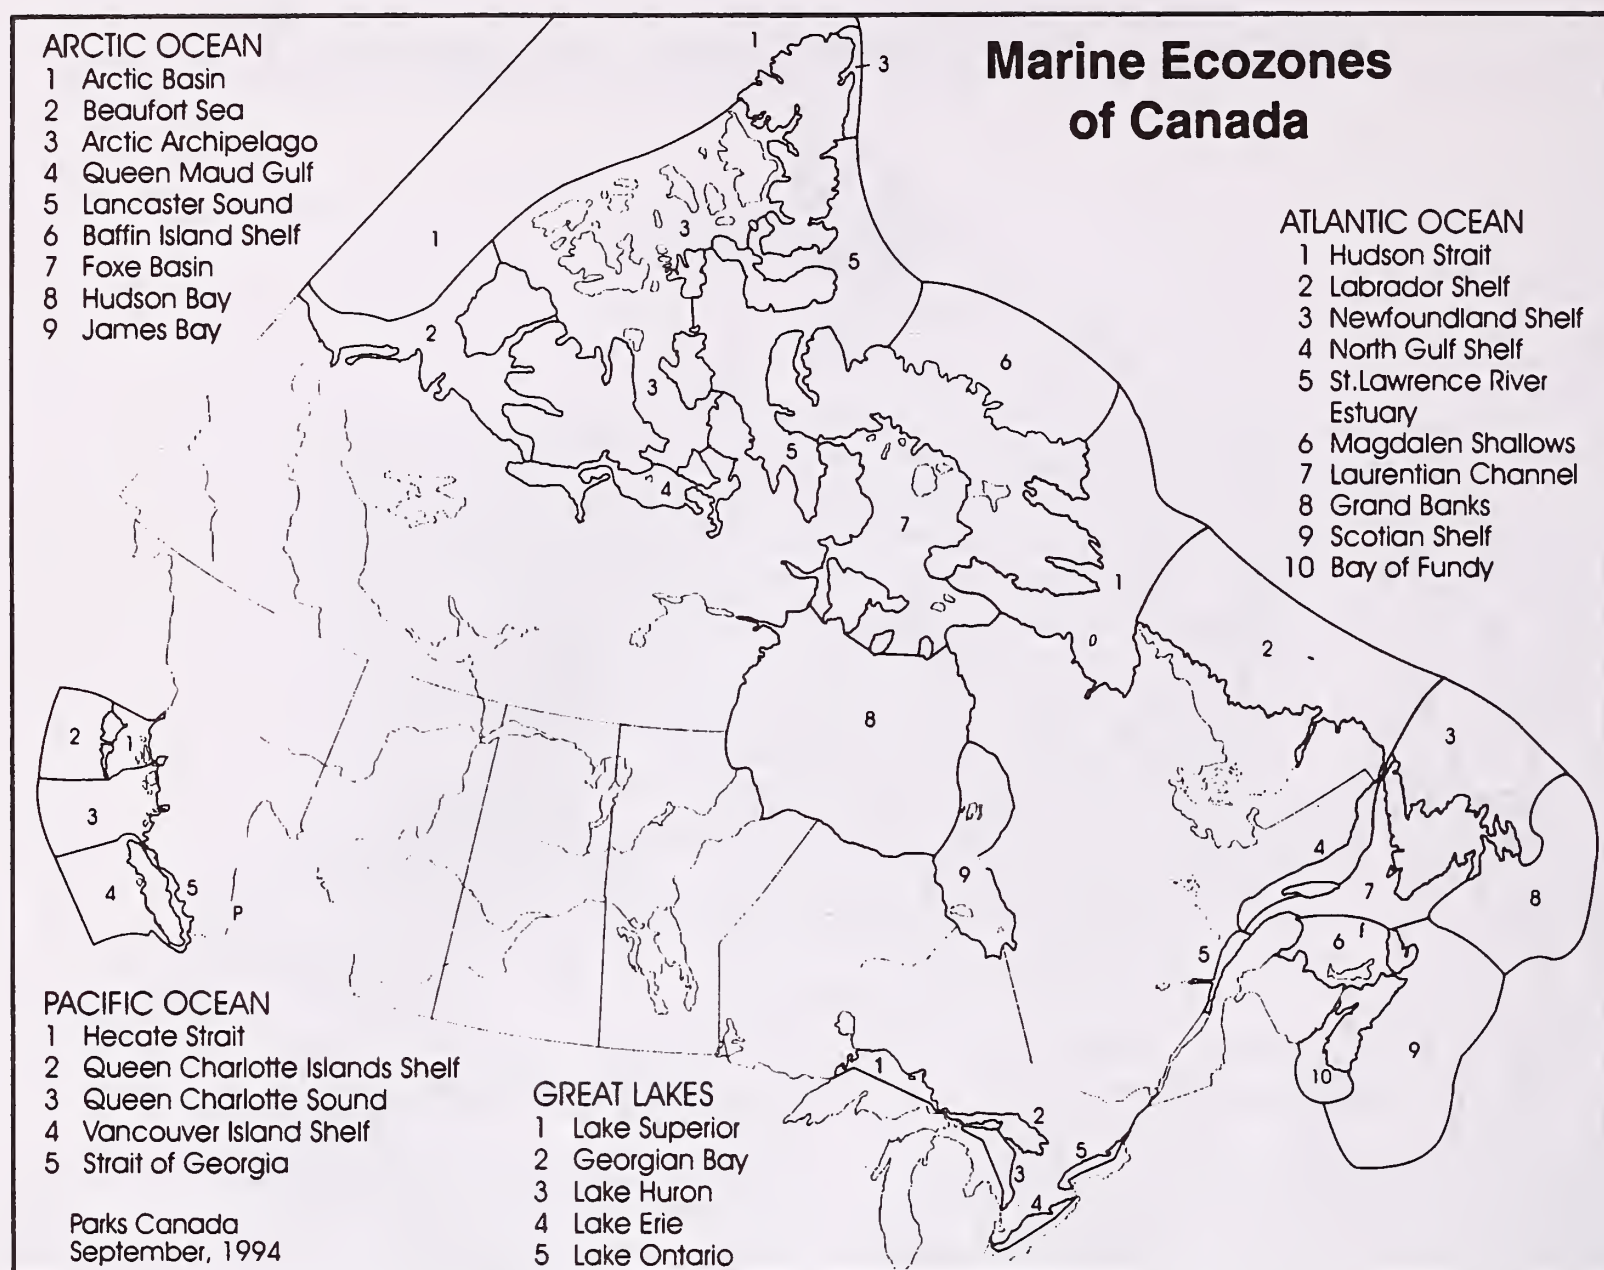 Marine Ecozones
of Canada
ARCTIC OCEAN
1 Arctic Basin
2 Beaufort Sea
3 Arctic Archipelago
4 Queen Maud Gulf
5 Lancaster Sound
6 Baffin Island Shelf
7 Foxe Basin
8 Hudson Bay
9 James Bay
ATLANTIC OCEAN
1 Hudson Strait
2 Labrador Shelf
3 Newfoundland Shelf
4 North Gulf Shelf
5 St.Lawrence River
Estuary
6 Magdalen Shallows
7 Laurentian Channel
8 Grand Banks
9 Scotian Shelf
10 Bay of Fundy
PACIFIC OCEAN
1 Hecate Strait
2 Queen Charlotte Islands Shelf
3 Queen Charlotte Sound
4 Vancouver Island Shelf
5 Strait of Georgia
Parks Canada
September, 1994
GREAT LAKES
1 Lake Superior
2 Georgian Bay
3 Lake Huron
4 Lake Erie
5 Lake Ontario
1
3
1
3
5
2
6
3
5
4
7
1
2
8
2
1
3
3
4
9
4
5
7
8
P
6
5
9
10
1
2
5
3
4